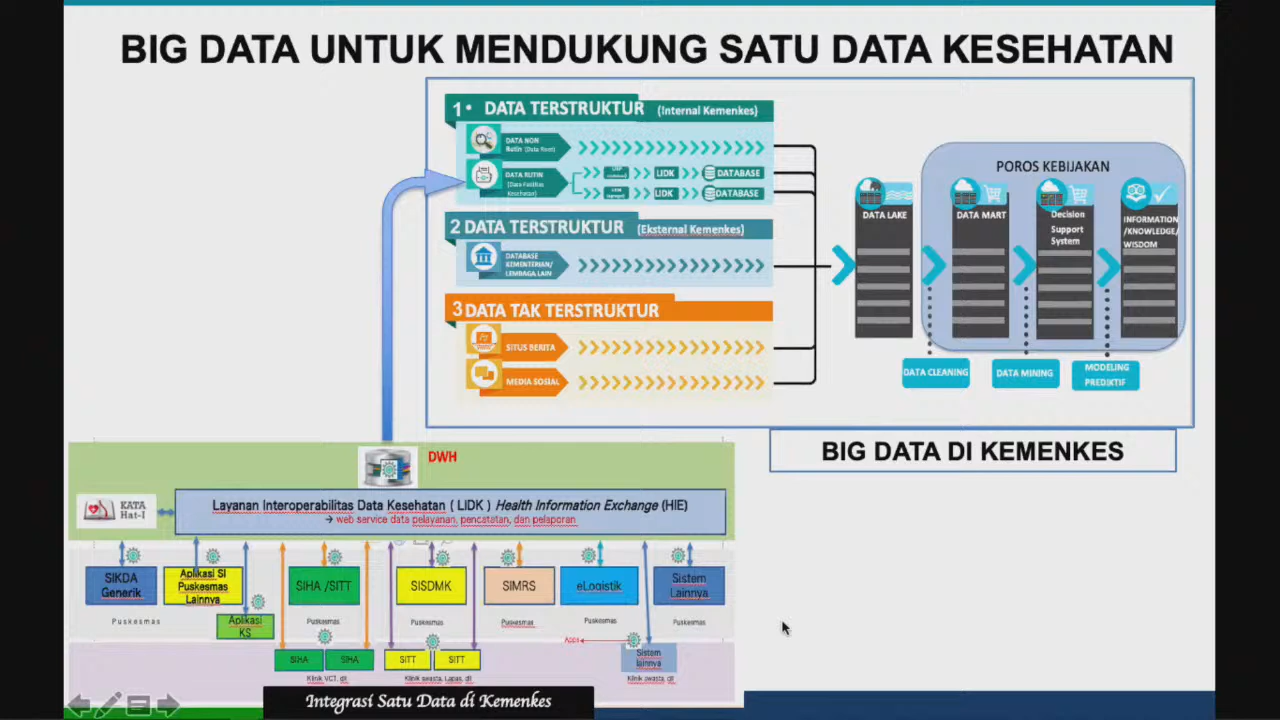 BIG DATA UNTUK MENDUKUNG SATU DATA KESEHATAN
1• DATA TERSTRUKTUR (Internal Kemenkes)
DATA NON
Rutin (Data Riset)
DATA RUTIN
(Data Fasilitas
Kesehatan)
LIDK
DATABASE
LIDK
DATABASE
2 DATA TERSTRUKTUR (Eksternal Kemenkes)
DATABASE
KEMENTERIAN/
LEMBAGA LAIN
3 DATA TAK TERSTRUKTUR
SITUS BERITA
MEDIA SOSIAL
POROS KEBIJAKAN
DATA LAKE
DATA MART
Decision
Support
System
INFORMATION
/KNOWLEDGE/
WISDOM
DATA CLEANING
DATA MINING
MODELING
PREDIKTIF
BIG DATA DI KEMENKES
DWH
KATA
Hat-I
Layanan Interoperabilitas Data Kesehatan ( LIDK ) Health Information Exchange (HIE)
→ web service data pelayanan, pencatatan, dan pelaporan
SIKDA
Generik
Aplikasi SI
Puskesmas
Lainnya
SIHA /SITT
SISDMK
SIMRS
eLogistik
Sistem
Lainnya
Puskesmas
Aplikasi
KS
Puskesmas
Puskesmas
Puskesmas
Puskesmas
Puskesmas
Apps
SIHA
SIHA
SITT
SITT
Sistem
lainnya
Klinik VCT, dll
Klinik swasta, Lapas, dll
Klinik swasta, dll
Integrasi Satu Data di Kemenkes